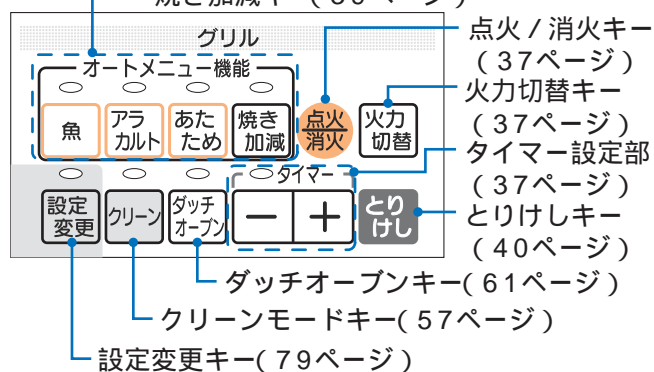 グリル
オートメニュー機能
魚
アラ
カルト
あた
ため
焼き
加減
点火
消火
火力
切替
設定
変更
クリーン
ダッチ
オーブン
タイマー
－
＋
とり
けし
点火／消火キー
（37ページ）
火力切替キー
（37ページ）
タイマー設定部
（37ページ）
とりけしキー
（40ページ）
ダッチオーブンキー(61ページ）
クリーンモードキー(57ページ）
設定変更キー(79ページ）